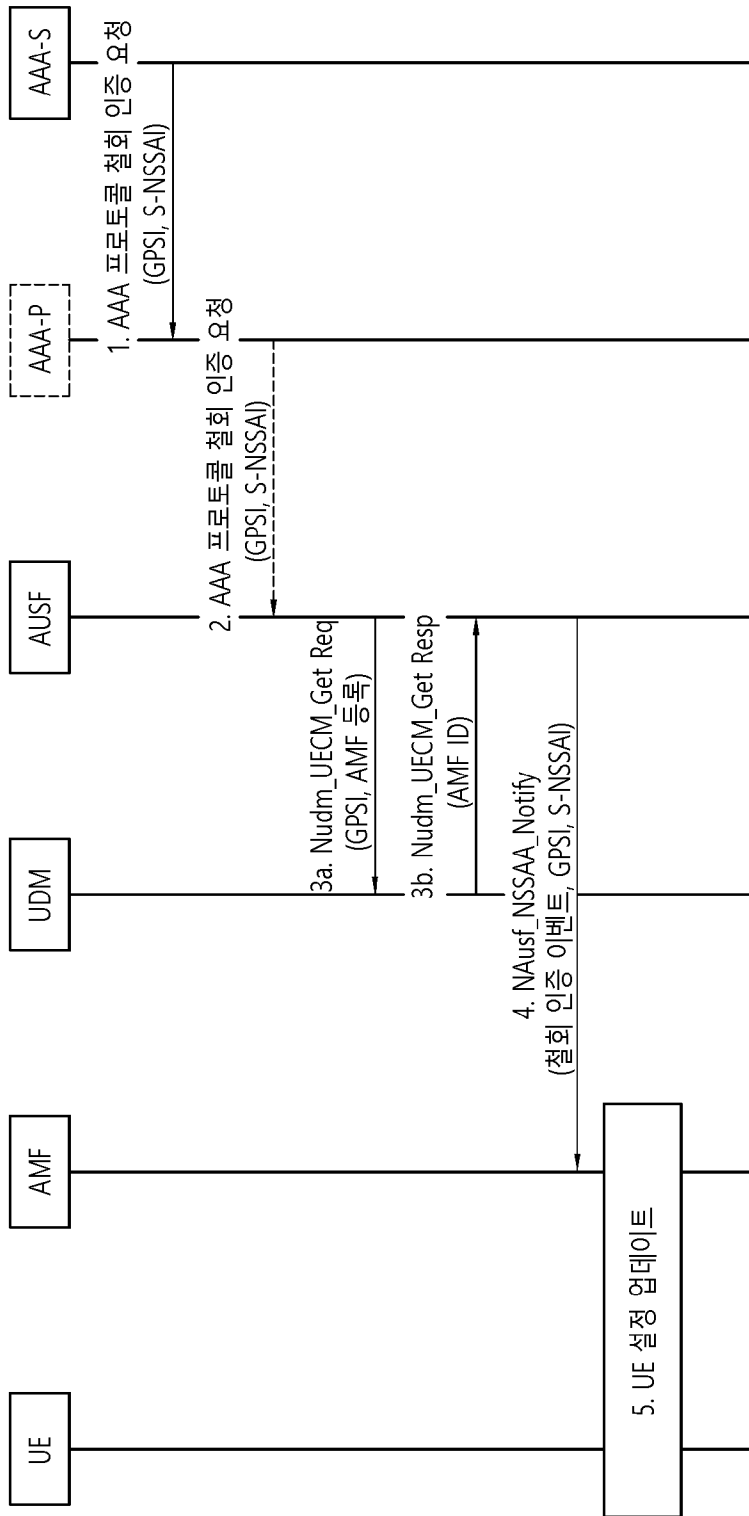 UE
AMF
UDM
AUSF
AAA-P
AAA-S
1. AAA 프로토콜 철회 인증 요청
(GPSI, S-NSSAI)
2. AAA 프로토콜 철회 인증 요청
(GPSI, S-NSSAI)
3a. Nudm_UECM_Get Req
(GPSI, AMF 등록)
3b. Nudm_UECM_Get Resp
(AMF ID)
4. NAusf_NSSAA_Notify
(철회 인증 이벤트, GPSI, S-NSSAI)
5. UE 설정 업데이트